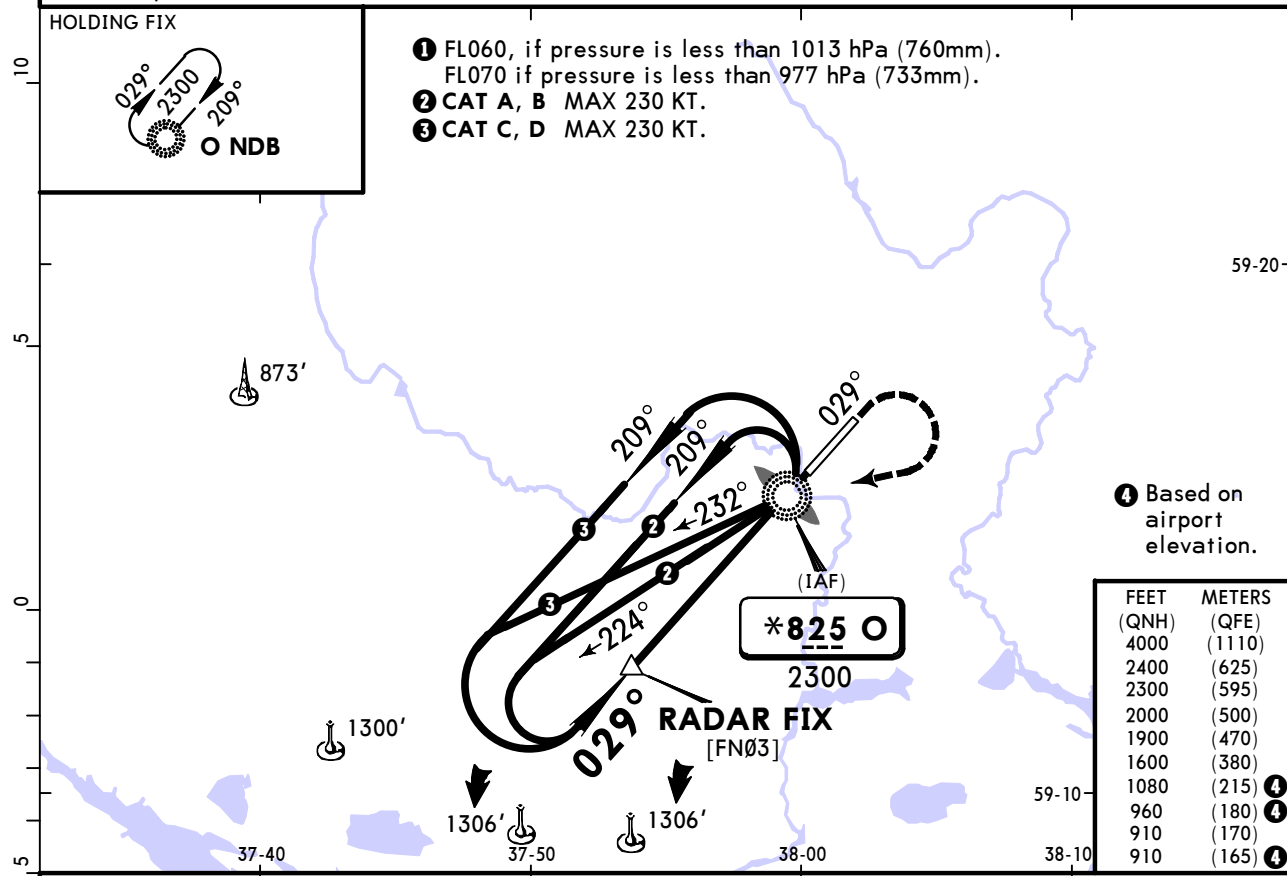 HOLDING FIX
029°
2300
209°
O NDB
❶ FL060, if pressure is less than 1013 hPa (760mm).
FL070 if pressure is less than 977 hPa (733mm).
❷ CAT A, B MAX 230 KT.
❸ CAT C, D MAX 230 KT.
10
59-20
5
873'
029°
209°
209°
←232°
❸
❷
❷
❸
←224°
0
(IAF)
*825 O
2300
RADAR FIX
[FNØ3]
029°
1300'
1306'
1306'
❹ Based on
airport
elevation.
FEET METERS
(QNH) (QFE)
4000 (1110)
2400 (625)
2300 (595)
2000 (500)
1900 (470)
1600 (380)
1080 (215) ❹
960 (180) ❹
910 (170)
910 (165) ❹
59-10
5
37-40
37-50
38-00
38-10